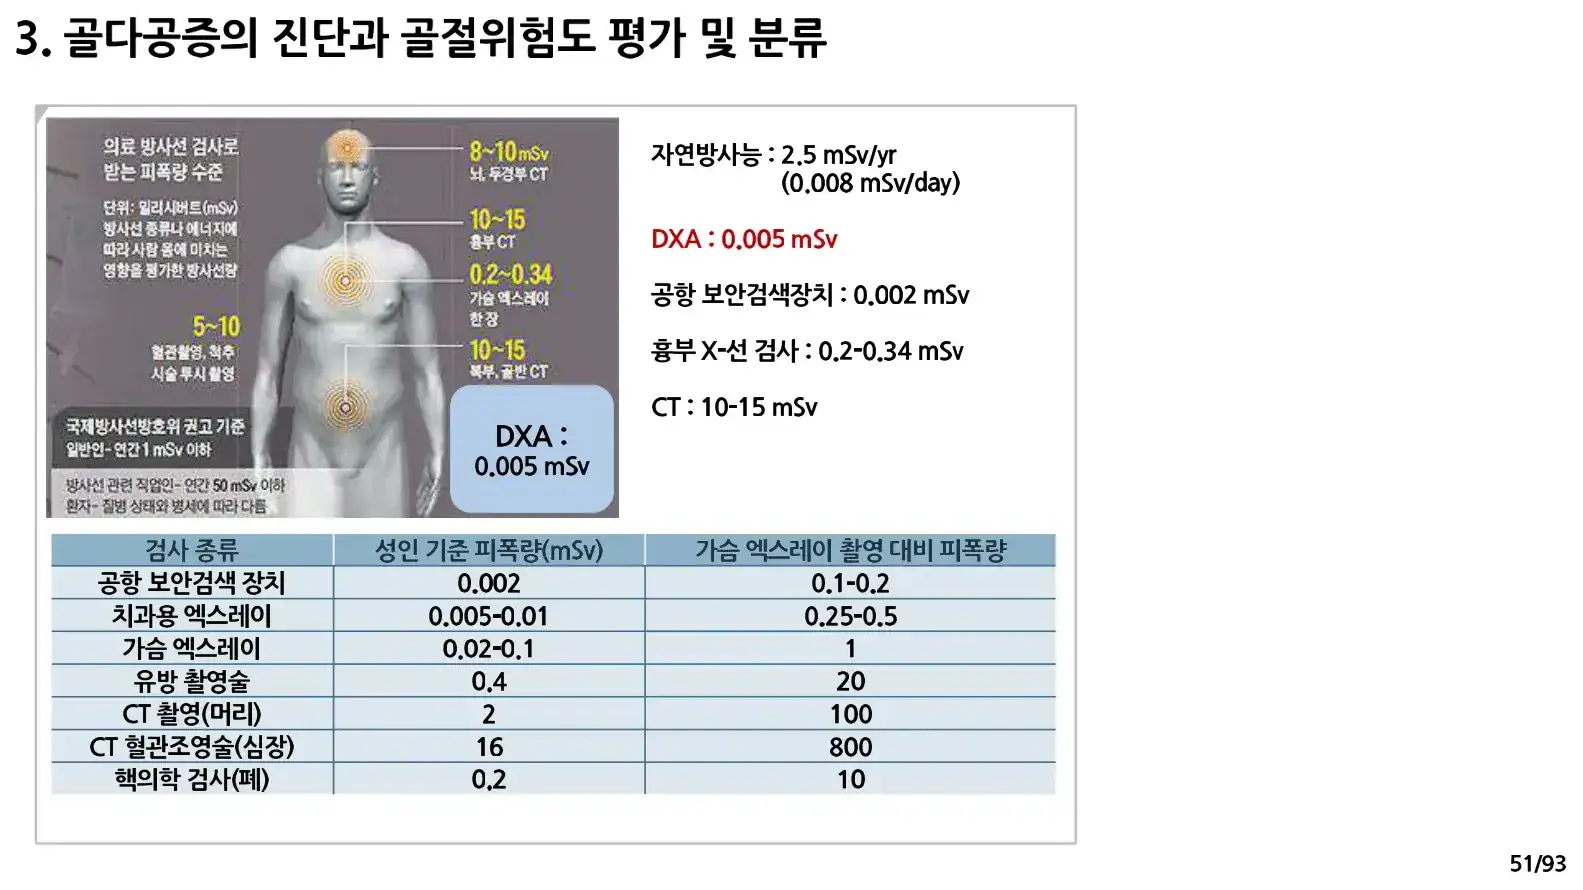 3. 골다공증의 진단과 골절위험도 평가 및 분류
의료 방사선 검사로
받는 피폭량 수준
단위: 밀리시버트(mSv)
방사선 종류나 에너지에
따라 사람 몸에 미치는
영향을 평가한 방사선량
8~10mSv
뇌, 두경부 CT
10~15
흉부 CT
0.2~0.34
가슴 엑스레이
한 장
5~10
혈관촬영, 척추
시술 투시 촬영
10~15
복부, 골반 CT
국제방사선방호위 권고 기준
일반인- 연간 1 mSv 이하
방사선 관련 직업인- 연간 50 mSv 이하
환자- 질병 상태와 병세에 따라 다름
DXA :
0.005 mSv
자연방사능 : 2.5 mSv/yr
(0.008 mSv/day)
DXA : 0.005 mSv
공항 보안검색장치 : 0.002 mSv
흉부 X-선 검사 : 0.2-0.34 mSv
CT : 10-15 mSv
검사 종류 성인 기준 피폭량(mSv) 가슴 엑스레이 촬영 대비 피폭량
공항 보안검색 장치 0.002 0.1-0.2
치과용 엑스레이 0.005-0.01 0.25-0.5
가슴 엑스레이 0.02-0.1 1
유방 촬영술 0.4 20
CT 촬영(머리) 2 100
CT 혈관조영술(심장) 16 800
핵의학 검사(폐) 0.2 10
51/93